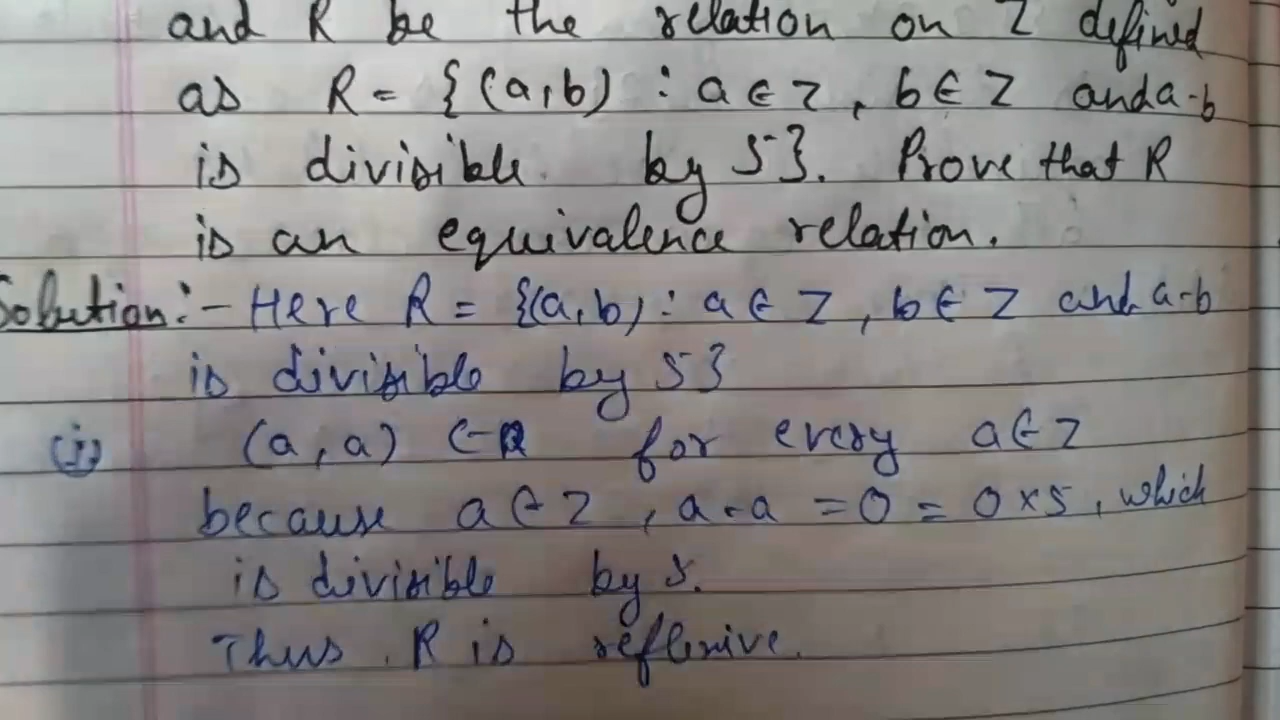 and R be the relation on Z defined
as R = {(a,b) : a ∈ Z, b ∈ Z and a-b
is divisible by 5}. Prove that R
is an equivalence relation.
Solution:- Here R = {(a,b) : a ∈ Z, b ∈ Z and a-b
is divisible by 5}
(i) (a,a) ∈ R for every a ∈ Z
because a ∈ Z, a-a = 0 = 0×5, which
is divisible by 5.
Thus, R is reflexive.